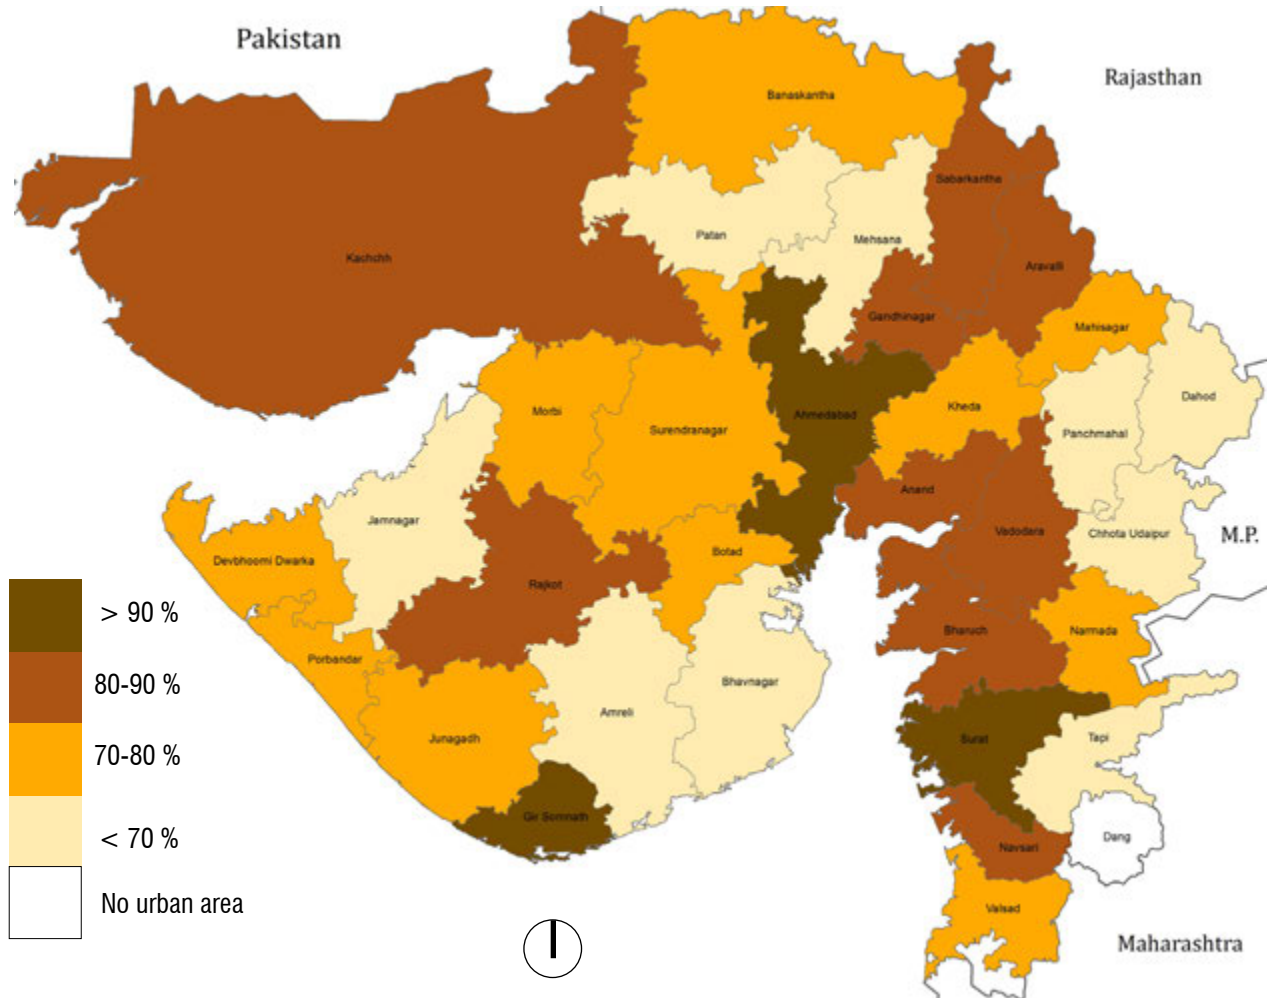 Pakistan
Rajasthan
Banaskantha
Sabarkantha
Patan
Mehsana
Kachchh
Aravalli
Gandhinagar
Mahisagar
Dahod
Morbi
Kheda
Ahmedabad
Surendranagar
Panchmahal
Anand
Jamnagar
Vadodara
Chhota Udaipur
M.P.
Botad
Devbhoomi Dwarka
Rajkot
> 90 %
Bharuch
Narmada
Porbandar
80-90 %
Bhavnagar
Amreli
Junagadh
Surat
Tapi
70-80 %
Gir Somnath
< 70 %
Dang
Navsari
No urban area
Valsad
Maharashtra